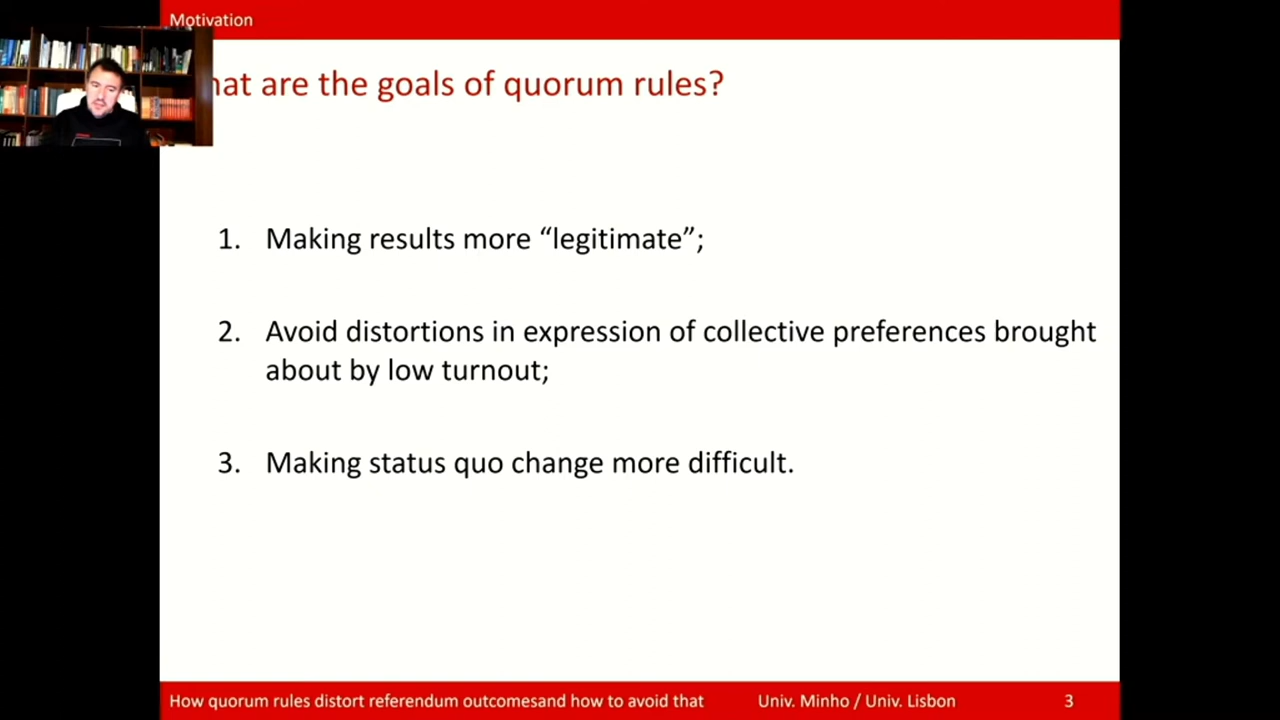 Motivation
hat are the goals of quorum rules?
1. Making results more “legitimate”;
2. Avoid distortions in expression of collective preferences brought
about by low turnout;
3. Making status quo change more difficult.
How quorum rules distort referendum outcomesand how to avoid that Univ. Minho / Univ. Lisbon 3